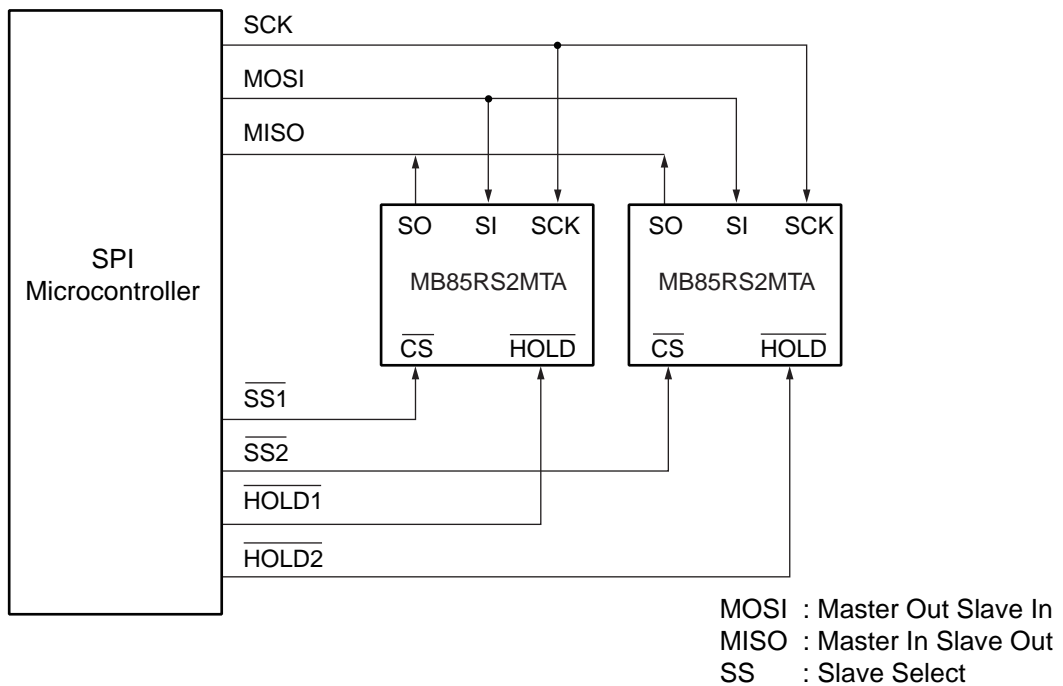 SCK
MOSI
MISO
SPI
Microcontroller
SO SI SCK
MB85RS2MTA
CS HOLD
SO SI SCK
MB85RS2MTA
CS HOLD
SS1
SS2
HOLD1
HOLD2
MOSI : Master Out Slave In
MISO : Master In Slave Out
SS : Slave Select